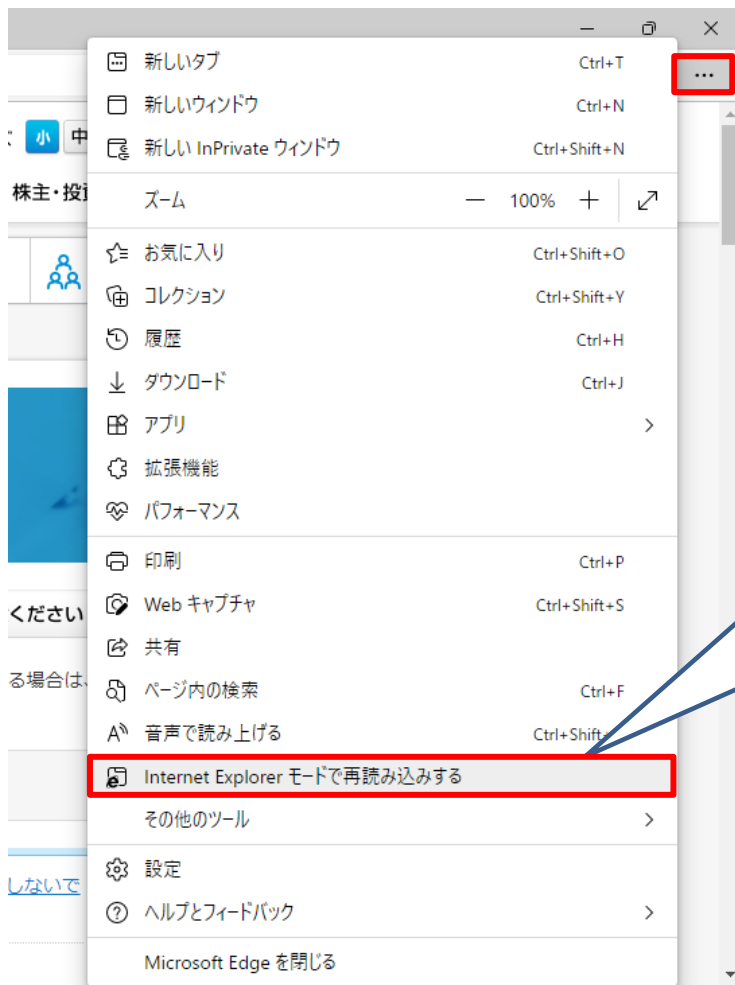 新しいタブ Ctrl+T
…
新しいウィンドウ Ctrl+N
小 中
新しい InPrivate ウィンドウ Ctrl+Shift+N
株主・投
ズーム — 100% +
お気に入り Ctrl+Shift+O
コレクション Ctrl+Shift+Y
履歴 Ctrl+H
ダウンロード Ctrl+J
アプリ
拡張機能
パフォーマンス
印刷 Ctrl+P
Web キャプチャ Ctrl+Shift+S
ください
共有
る場合は、
ページ内の検索 Ctrl+F
音声で読み上げる Ctrl+Shift+
Internet Explorer モードで再読み込みする
その他のツール
設定
しないで
ヘルプとフィードバック
Microsoft Edge を閉じる